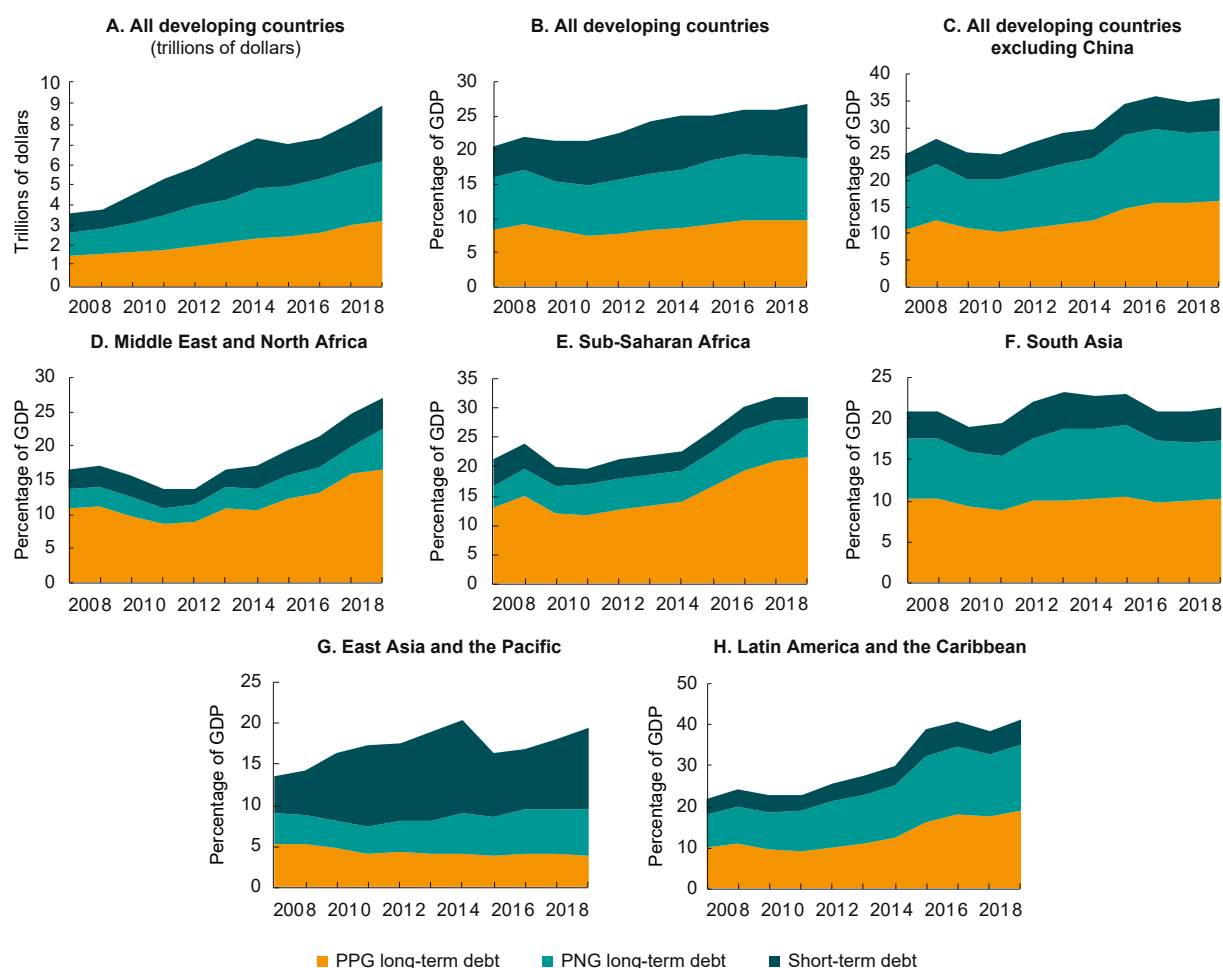 A. All developing countries
(trillions of dollars)
Trillions of dollars
10
9
8
7
6
5
4
3
2
1
0
2008 2010 2012 2014 2016 2018
B. All developing countries
Percentage of GDP
30
25
20
15
10
5
0
2008 2010 2012 2014 2016 2018
C. All developing countries
excluding China
Percentage of GDP
40
35
30
25
20
15
10
5
0
2008 2010 2012 2014 2016 2018
D. Middle East and North Africa
Percentage of GDP
30
25
20
15
10
5
0
2008 2010 2012 2014 2016 2018
E. Sub-Saharan Africa
Percentage of GDP
35
30
25
20
15
10
5
0
2008 2010 2012 2014 2016 2018
F. South Asia
Percentage of GDP
25
20
15
10
5
0
2008 2010 2012 2014 2016 2018
G. East Asia and the Pacific
Percentage of GDP
25
20
15
10
5
0
2008 2010 2012 2014 2016 2018
H. Latin America and the Caribbean
Percentage of GDP
50
40
30
20
10
0
2008 2010 2012 2014 2016 2018
PPG long-term debt PNG long-term debt Short-term debt